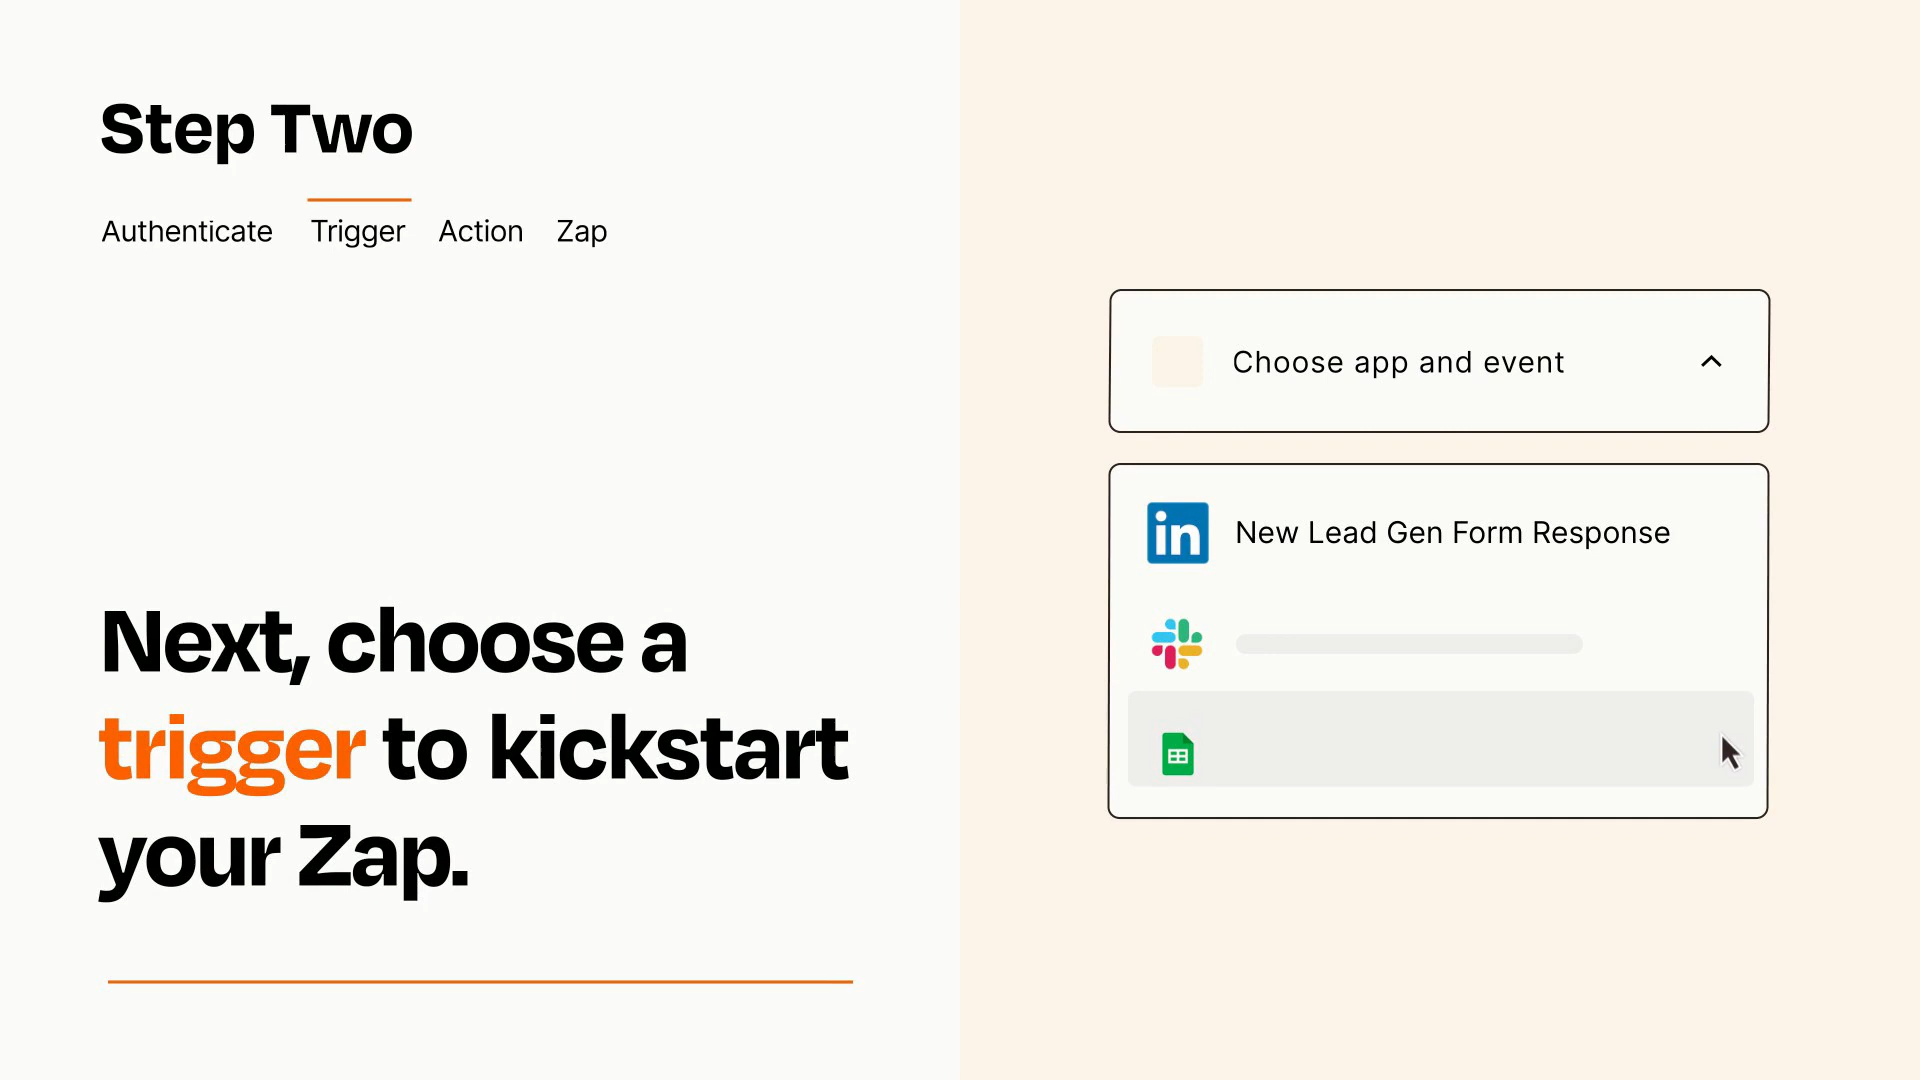 Step Two
Authenticate Trigger Action Zap
Next, choose a
trigger to kickstart
your Zap.
Choose app and event
in New Lead Gen Form Response